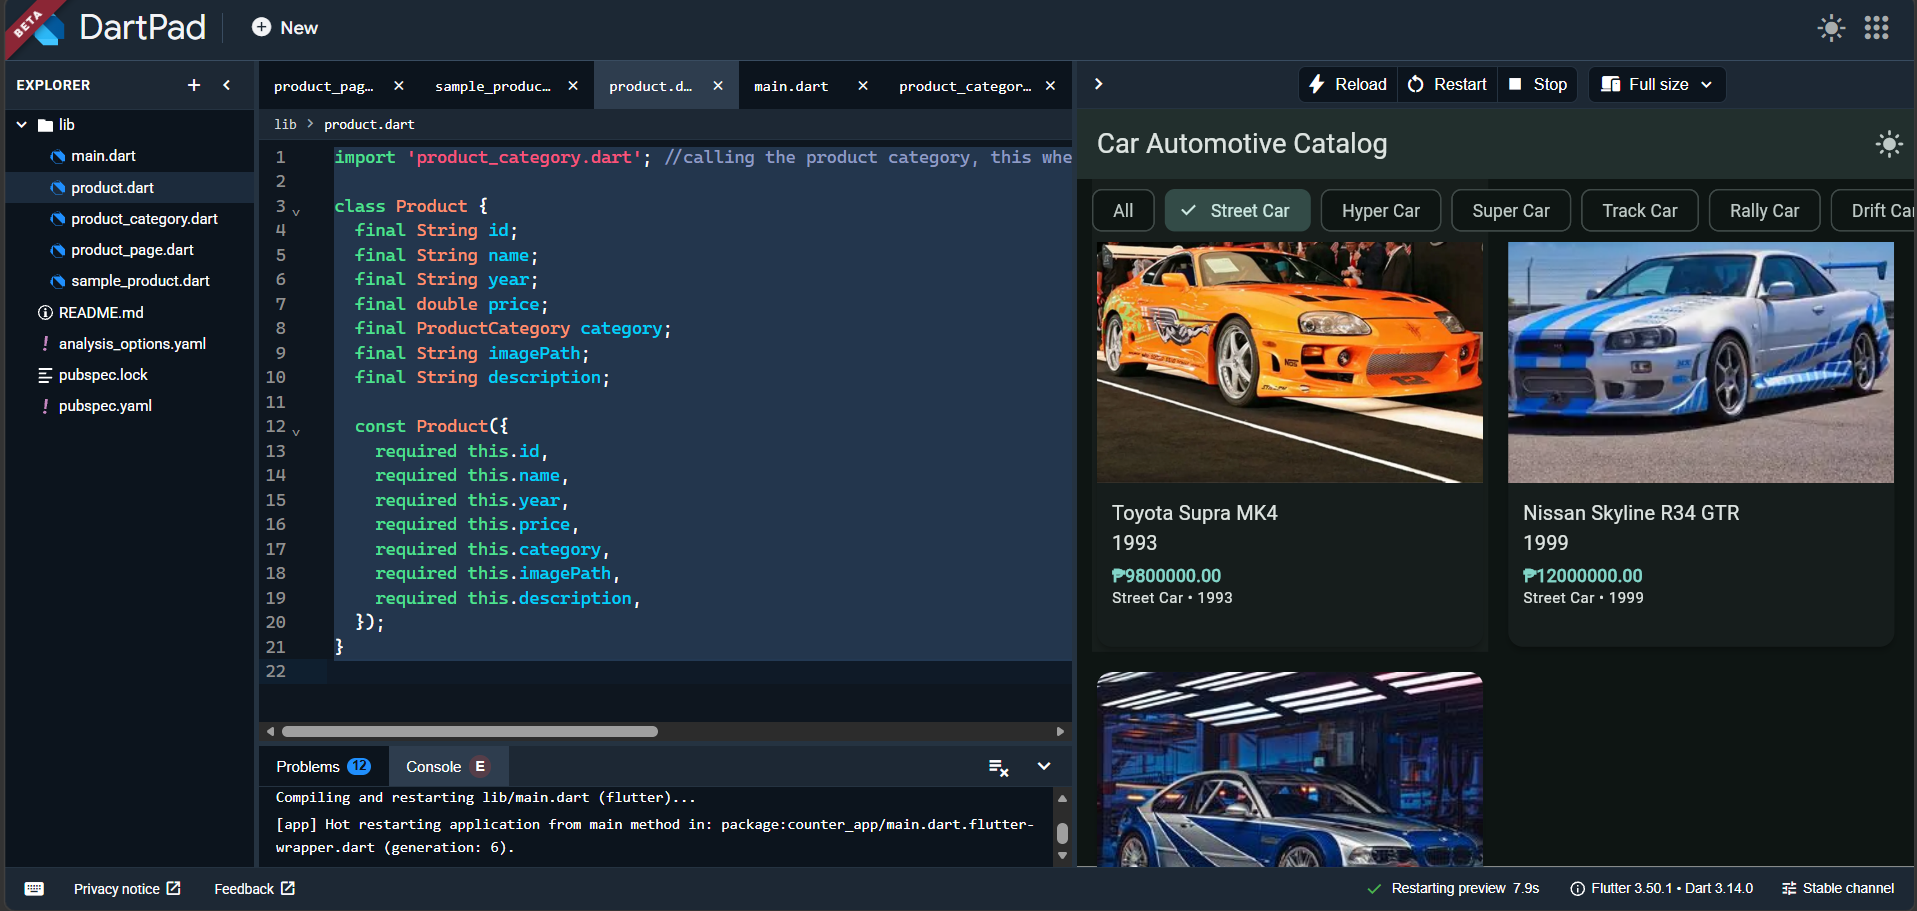 BETA
DartPad
New
EXPLORER
lib
main.dart
product.dart
product_category.dart
product_page.dart
sample_product.dart
README.md
analysis_options.yaml
pubspec.lock
pubspec.yaml
product_pag...
sample_produc...
product.d...
main.dart
product_categor...
lib > product.dart
1 import 'product_category.dart'; //calling the product category, this whe
2
3 class Product {
4 final String id;
5 final String name;
6 final String year;
7 final double price;
8 final ProductCategory category;
9 final String imagePath;
10 final String description;
11
12 const Product({
13 required this.id,
14 required this.name,
15 required this.year,
16 required this.price,
17 required this.category,
18 required this.imagePath,
19 required this.description,
20 });
21 }
22
Problems 12
Console E
Compiling and restarting lib/main.dart (flutter)...
[app] Hot restarting application from main method in: package:counter_app/main.dart.flutter-
wrapper.dart (generation: 6).
Reload
Restart
Stop
Full size
Car Automotive Catalog
All
Street Car
Hyper Car
Super Car
Track Car
Rally Car
Drift Car
Toyota Supra MK4
1993
₱9800000.00
Street Car • 1993
Nissan Skyline R34 GTR
1999
₱12000000.00
Street Car • 1999
Privacy notice
Feedback
Restarting preview 7.9s
Flutter 3.50.1 • Dart 3.14.0
Stable channel